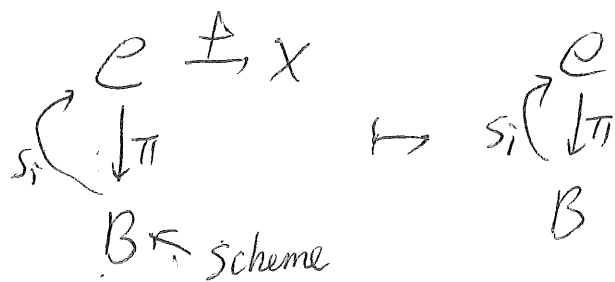 𝒞 —f→ X ↦ 𝒞
s_i ↓π s_i ↓π
B ↖ scheme B